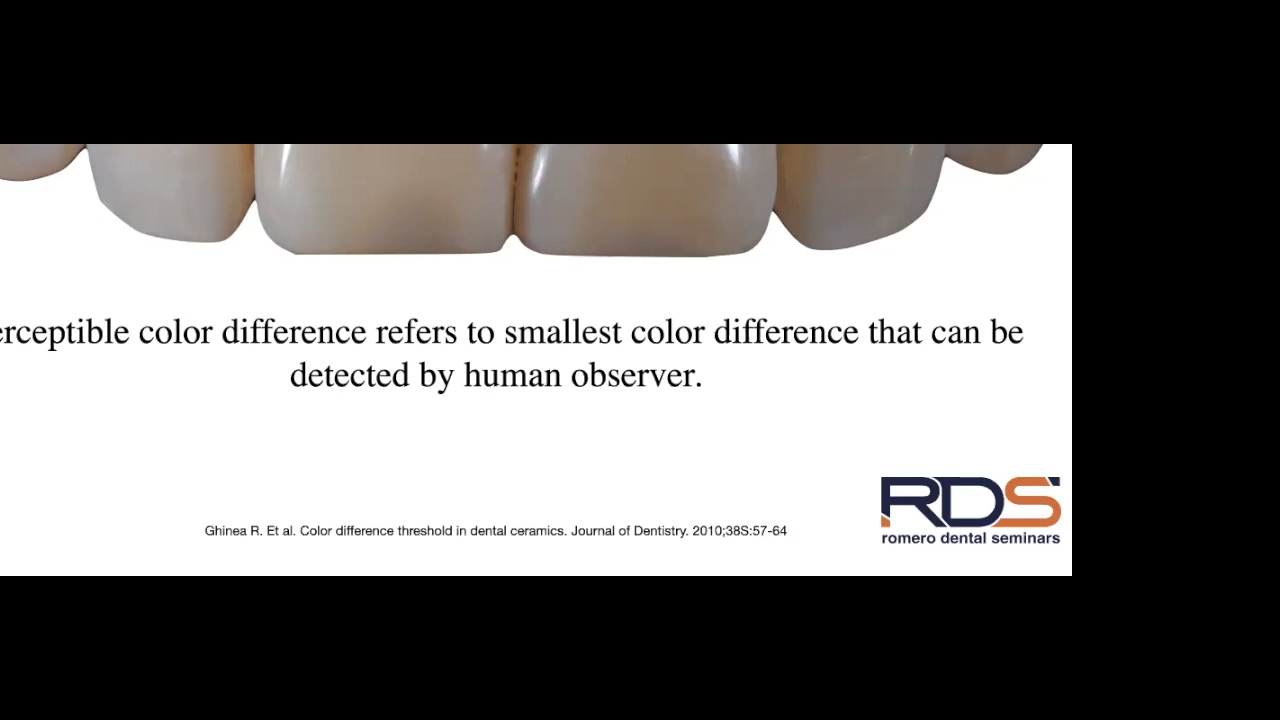 erceptible color difference refers to smallest color difference that can be
detected by human observer.
Ghinea R. Et al. Color difference threshold in dental ceramics. Journal of Dentistry. 2010;38S:57-64
RDS
romero dental seminars